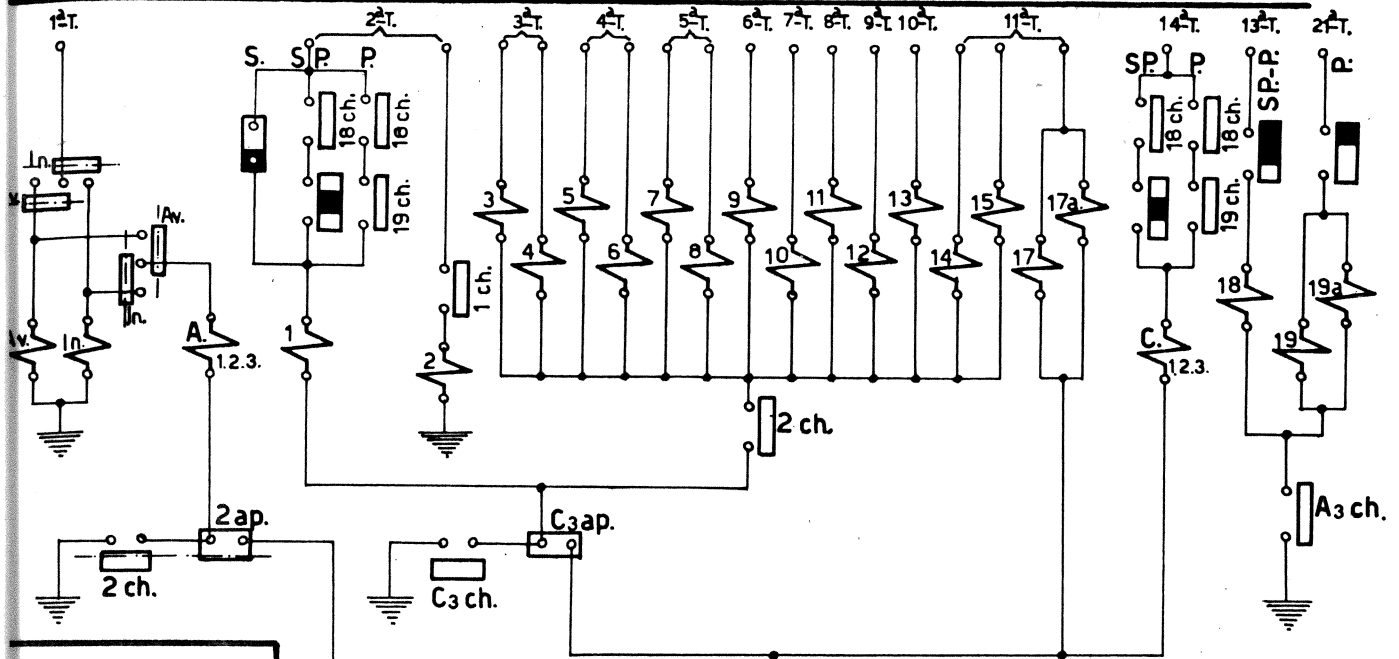 1ª-T. 2ª-T. 3ª-T. 4ª-T. 5ª-T. 6ª-T. 7ª-T. 8ª-T. 9ª-T. 10ª-T. 11ª-T. 14ª-T. 13ª-T. 21ª-T.
S. S P. P. SP. P. SP.-P. P.
18 ch. 18 ch. 18 ch. 18 ch.
In.
19 ch. 19 ch.
Av.
3 5 7 9 11 13 15 17a.
4 6 8 10 12 14 17 18 19a
In.
1 ch.
Av. In. A. 1 2 C. 19
1.2.3. 1.2.3.
2 ch.
2 ap. C3 ap. A3 ch.
2 ch. C3 ch.